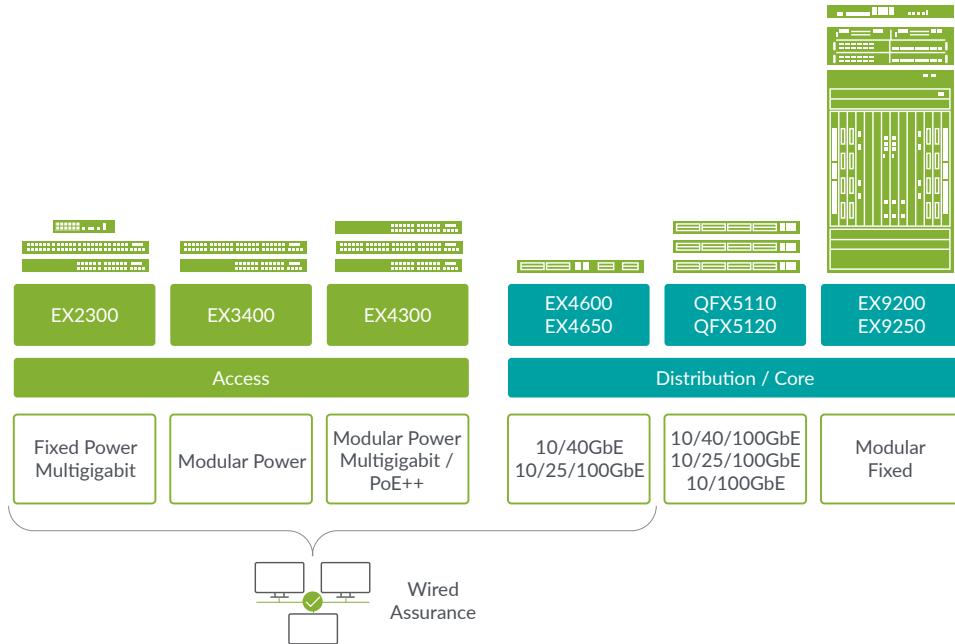 EX2300
EX3400
EX4300
EX4600
EX4650
QFX5110
QFX5120
EX9200
EX9250
Access
Distribution / Core
Fixed Power
Multigigabit
Modular Power
Modular Power
Multigigabit /
PoE++
10/40GbE
10/25/100GbE
10/40/100GbE
10/25/100GbE
10/100GbE
Modular
Fixed
Wired
Assurance